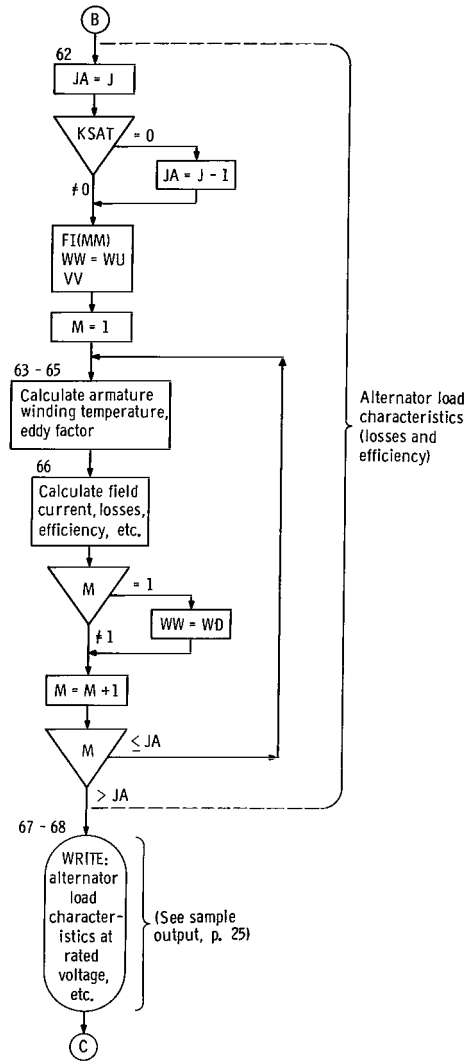 B
62
JA = J
KSAT
= 0
JA = J - 1
≠0
FI(MM)
WW = WU
VV
M = 1
63 - 65
Calculate armature
winding temperature,
eddy factor
Alternator load
characteristics
(losses and
efficiency)
66
Calculate field
current, losses,
efficiency, etc.
M
= 1
WW = WD
≠1
M = M +1
M
≤ JA
> JA
67 - 68
WRITE:
alternator
load
character-
istics at
rated
voltage,
etc.
(See sample
output, p. 25)
C